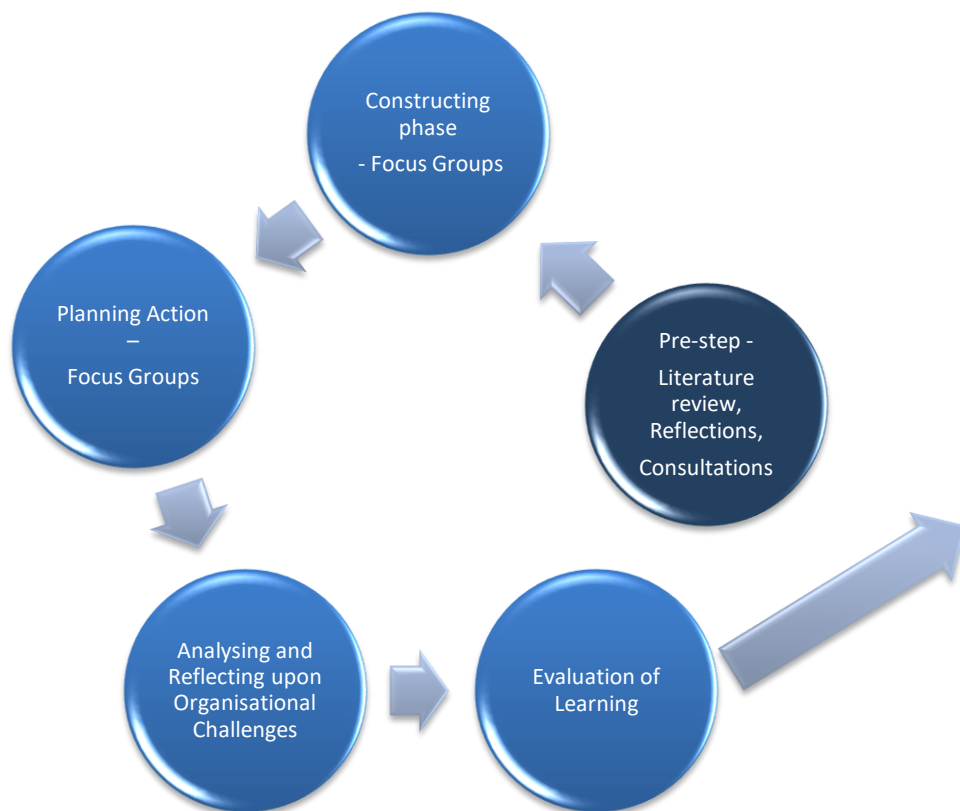 Constructing
phase
- Focus Groups
Planning Action
–
Focus Groups
Pre-step -
Literature
review,
Reflections,
Consultations
Analysing and
Reflecting upon
Organisational
Challenges
Evaluation of
Learning